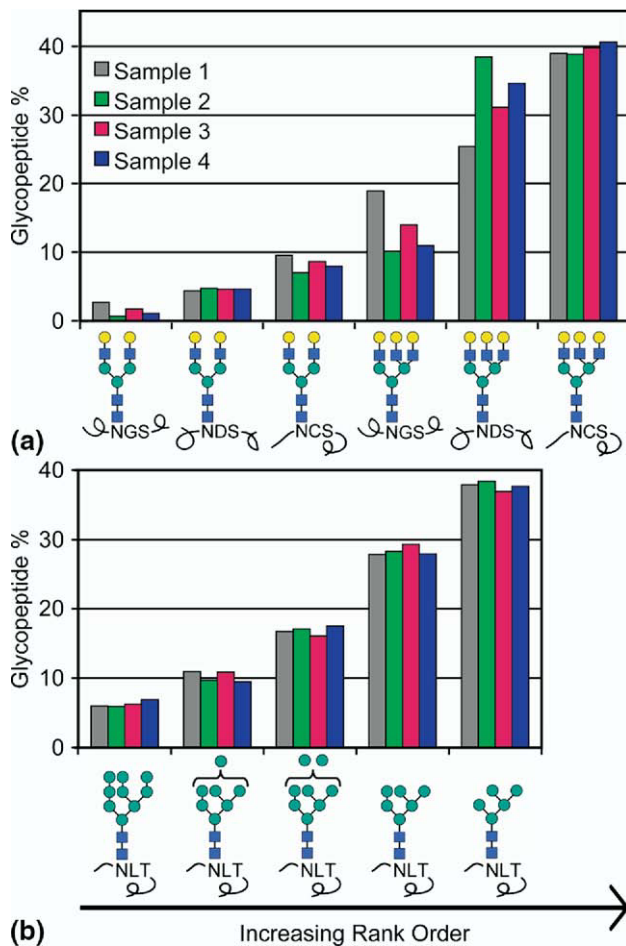 Glycopeptide %
40
30
20
10
0
Sample 1
Sample 2
Sample 3
Sample 4
NGS NDS NCS NGS NDS NCS
(a)
Glycopeptide %
40
30
20
10
0
NLT NLT NLT NLT NLT
(b)
Increasing Rank Order